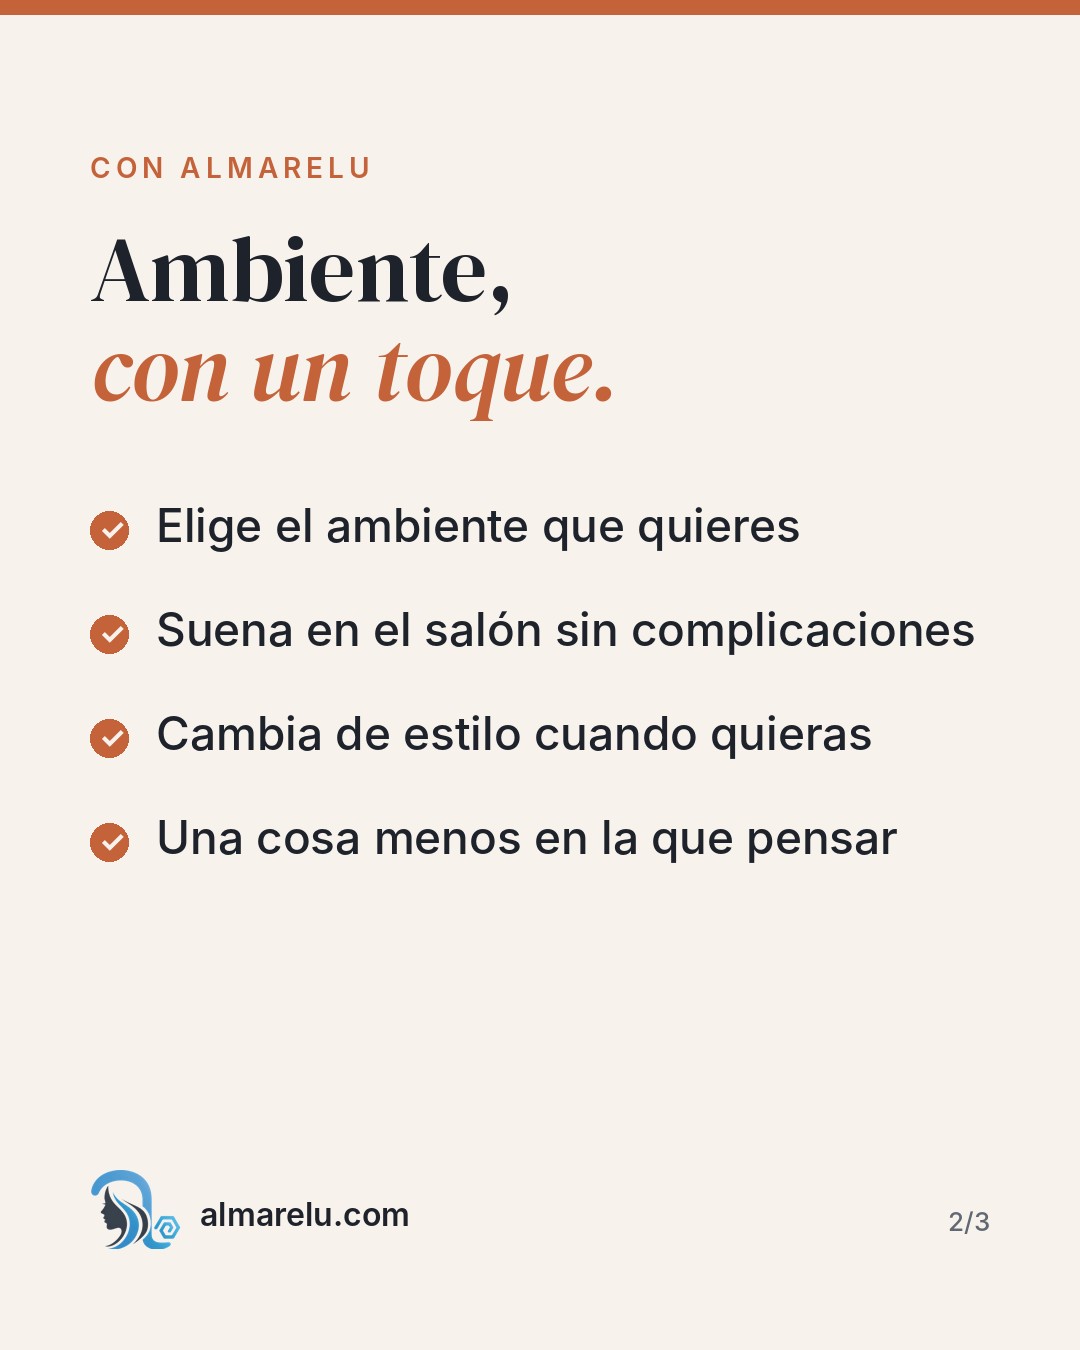 CON ALMARELU
Ambiente,
con un toque.
Elige el ambiente que quieres
Suena en el salón sin complicaciones
Cambia de estilo cuando quieras
Una cosa menos en la que pensar
almarelu.com
2/3